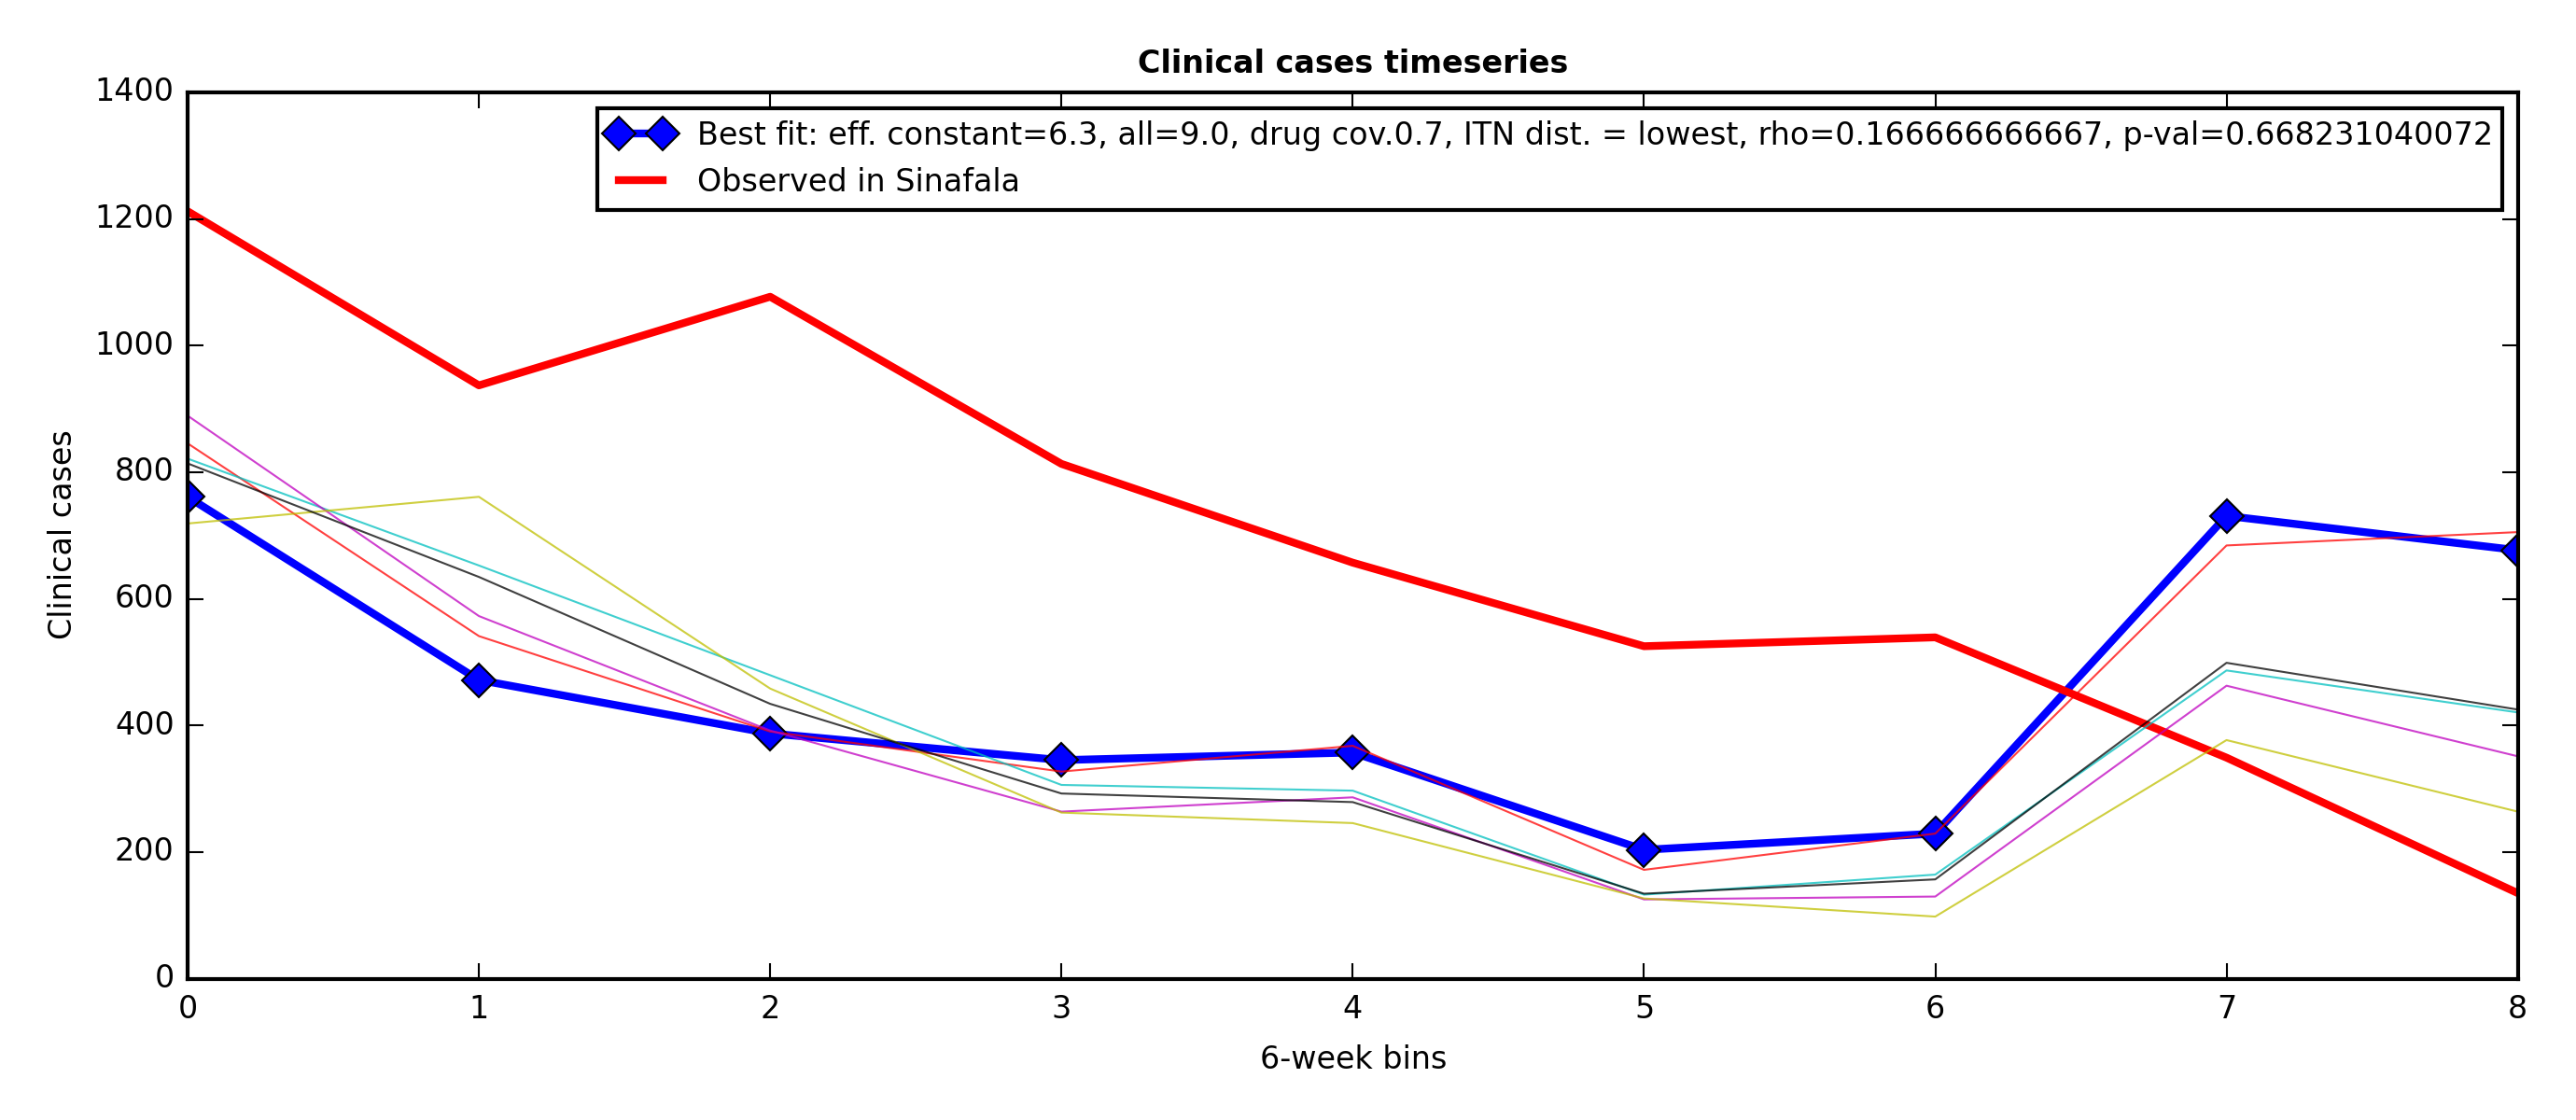 Clinical cases timeseries
1400
Best fit: eff. constant=6.3, all=9.0, drug cov.0.7, ITN dist. = lowest, rho=0.166666666667, p-val=0.668231040072
Observed in Sinafala
1200
1000
800
600
400
200
0
Clinical cases
0 1 2 3 4 5 6 7 8
6-week bins